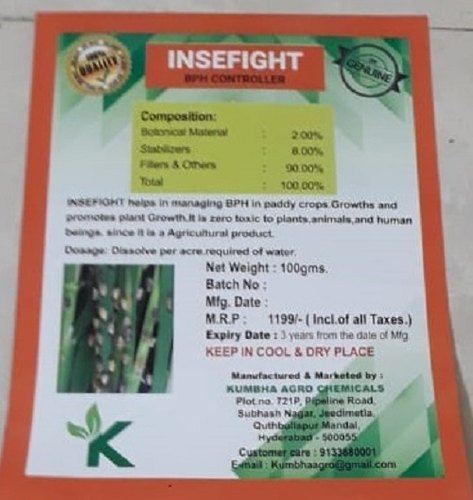 INSEFIGHT
BPH CONTROLLER
100%
QUALITY
GENUINE
Composition:
Botonical Material : 2.00%
Stabilizers : 8.00%
Fillers & Others : 90.00%
Total : 100.00%
INSEFIGHT helps in managing BPH in paddy crops.Growths and
promotes plant Growth.It is zero toxic to plants,animals,and human
beings, since it is a Agricultural product.
Dosage: Dissolve per acre.required of water.
Net Weight : 100gms.
Batch No :
Mfg. Date :
M.R.P : 1199/- ( Incl.of all Taxes.)
Expiry Date : 3 years from the date of Mfg.
KEEP IN COOL & DRY PLACE
Manufactured & Marketed by :
KUMBHA AGRO CHEMICALS
Plot.no. 721P, Pipeline Road,
Subhash Nagar, Jeedimetla,
Quthbullapur Mandal,
Hyderabad - 500055
Customer care : 9133880001
E-mail : Kumbhaagro@gmail.com
K